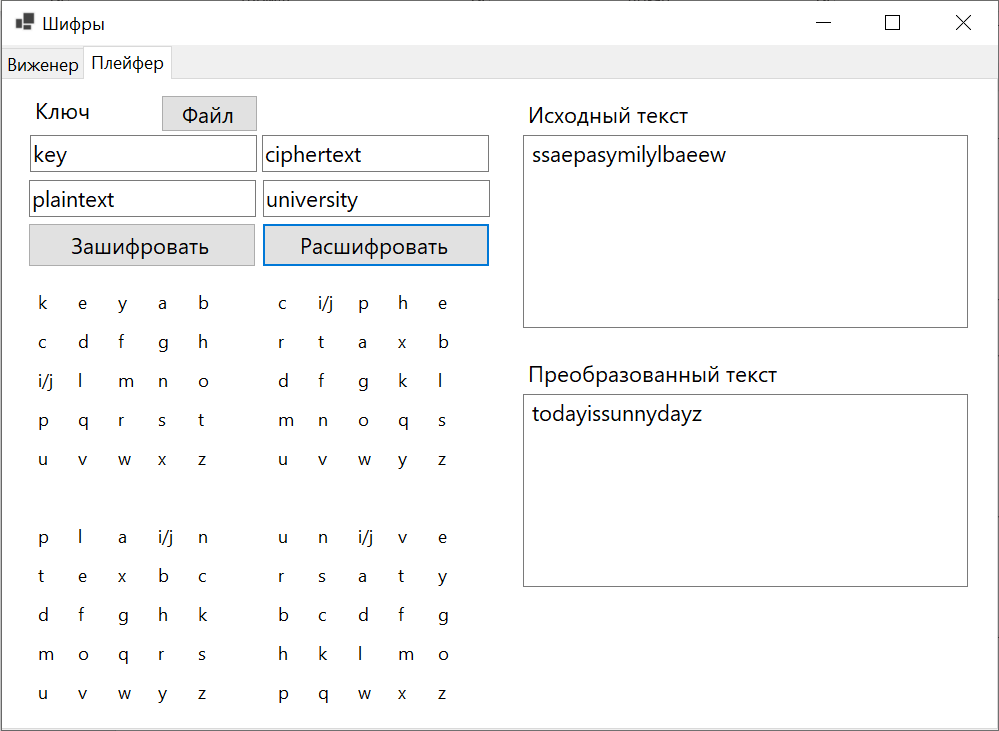 Шифры
Виженер Плейфер
Ключ Файл
key ciphertext
plaintext university
Зашифровать Расшифровать
k e y a b c i/j p h e
c d f g h r t a x b
i/j l m n o d f g k l
p q r s t m n o q s
u v w x z u v w y z
p l a i/j n u n i/j v e
t e x b c r s a t y
d f g h k b c d f g
m o q r s h k l m o
u v w y z p q w x z
Исходный текст
ssaepasymilylbaeew
Преобразованный текст
todayissunnydayz